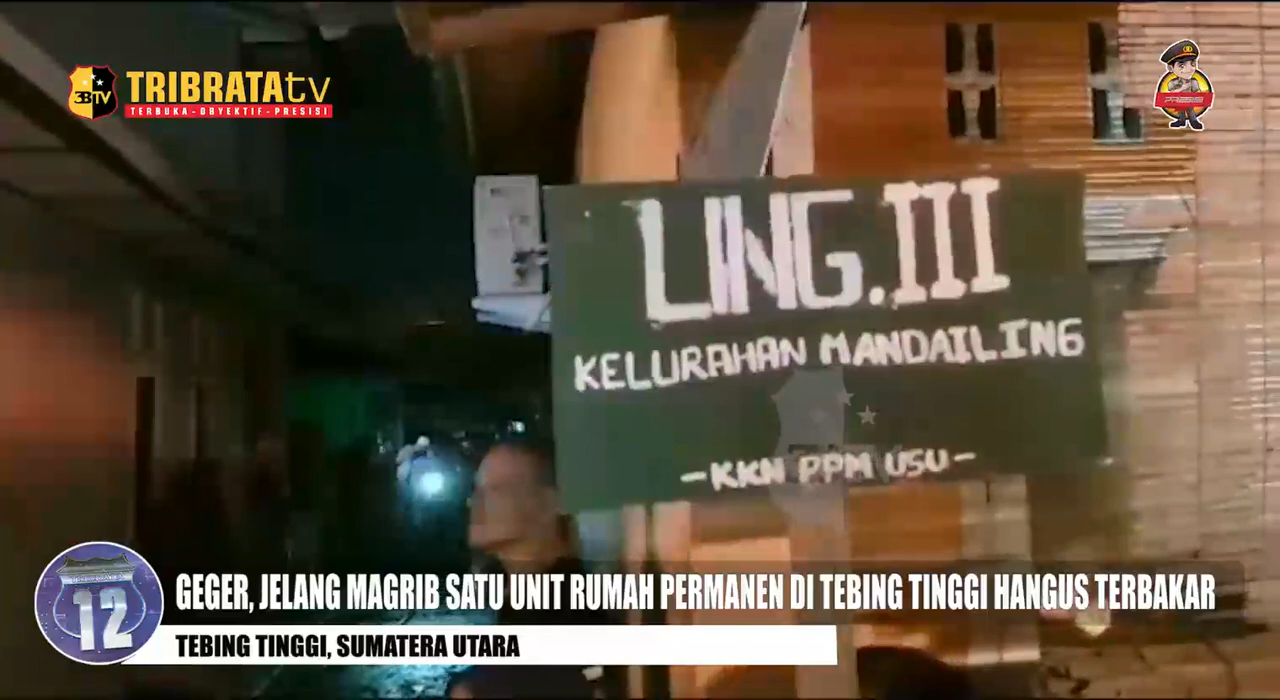 3BTV
TRIBRATAtv
TERBUKA - OBYEKTIF - PRESISI
LING.III
KELURAHAN MANDAILING
-KKN PPM USU-
12
GEGER, JELANG MAGRIB SATU UNIT RUMAH PERMANEN DI TEBING TINGGI HANGUS TERBAKAR
TEBING TINGGI, SUMATERA UTARA